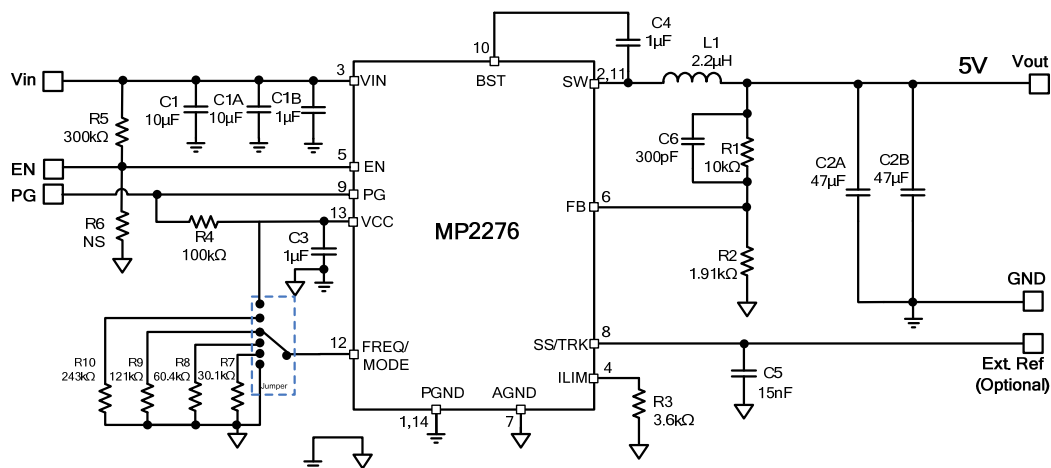 C4
1µF
10
BST
L1
2.2µH
5V
Vout
Vin
3
VIN
SW
2,11
C1
10µF
C1A
10µF
C1B
1µF
R5
300kΩ
C6
300pF
R1
10kΩ
C2A
47µF
C2B
47µF
EN
5
EN
PG
9
PG
13
VCC
6
FB
MP2276
R6
NS
R4
100kΩ
C3
1µF
R2
1.91kΩ
GND
8
SS/TRK
12
FREQ/
MODE
4
ILIM
C5
15nF
Ext. Ref
(Optional)
R10
243kΩ
R9
121kΩ
R8
60.4kΩ
R7
30.1kΩ
Jumper
PGND
AGND
1,14
7
R3
3.6kΩ